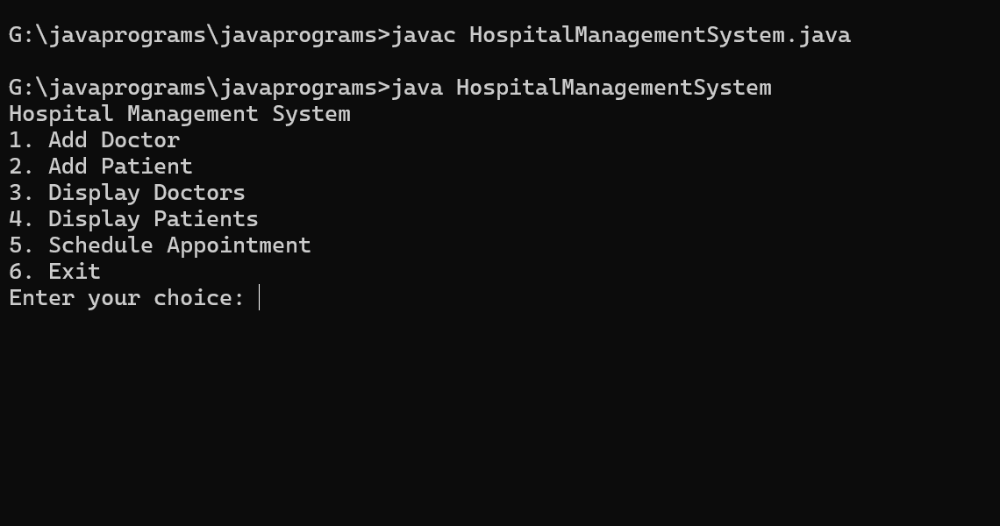 G:\javaprograms\javaprograms>javac HospitalManagementSystem.java
G:\javaprograms\javaprograms>java HospitalManagementSystem
Hospital Management System
1. Add Doctor
2. Add Patient
3. Display Doctors
4. Display Patients
5. Schedule Appointment
6. Exit
Enter your choice: